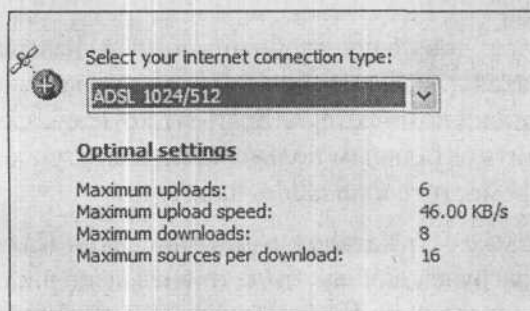 Select your internet connection type:
ADSL 1024/512
Optimal settings
Maximum uploads: 6
Maximum upload speed: 46.00 KB/s
Maximum downloads: 8
Maximum sources per download: 16